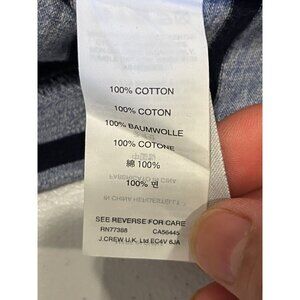 100% COTTON
100% COTON
100% BAUMWOLLE
100% COTONE
綿 100%
100% 면
SEE REVERSE FOR CARE
RN77388 CA56445
J.CREW U.K. Ltd EC4V 6JA